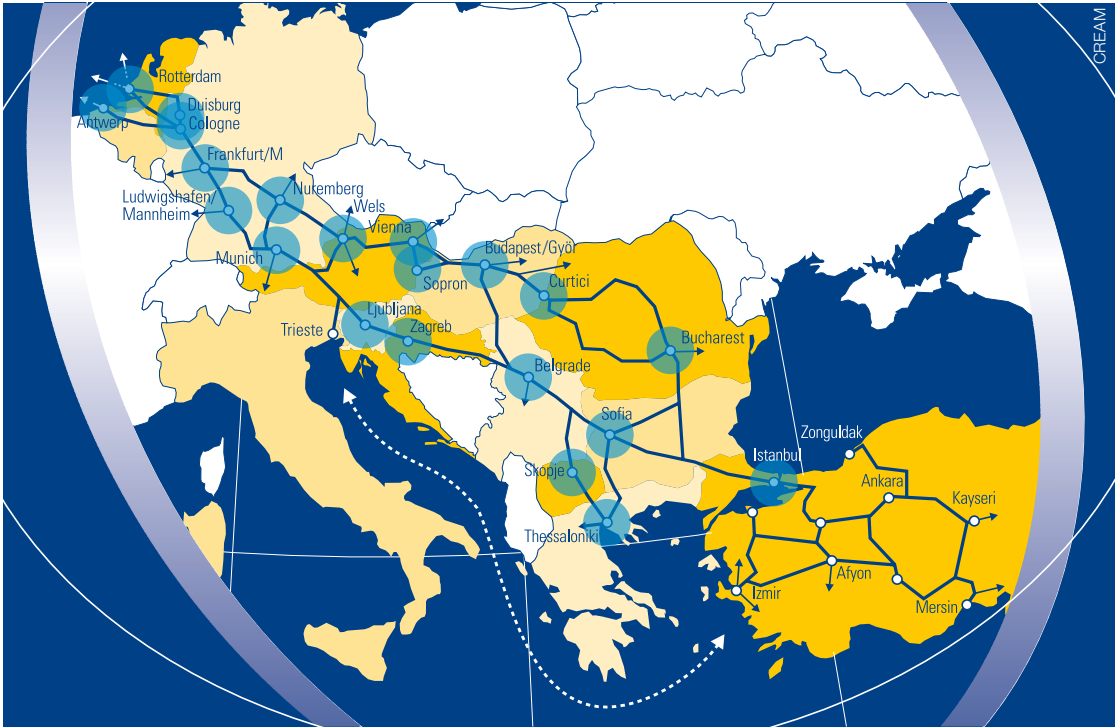 CREAM
Rotterdam
Duisburg
Antwerp
Cologne
Frankfurt/M
Nuremberg
Ludwigshafen/
Mannheim
Wels
Vienna
Munich
Budapest/Györ
Sopron
Curtici
Ljubljana
Trieste
Zagreb
Bucharest
Belgrade
Sofia
Zonguldak
Istanbul
Skopje
Ankara
Kayseri
Thessaloniki
Afyon
Izmir
Mersin